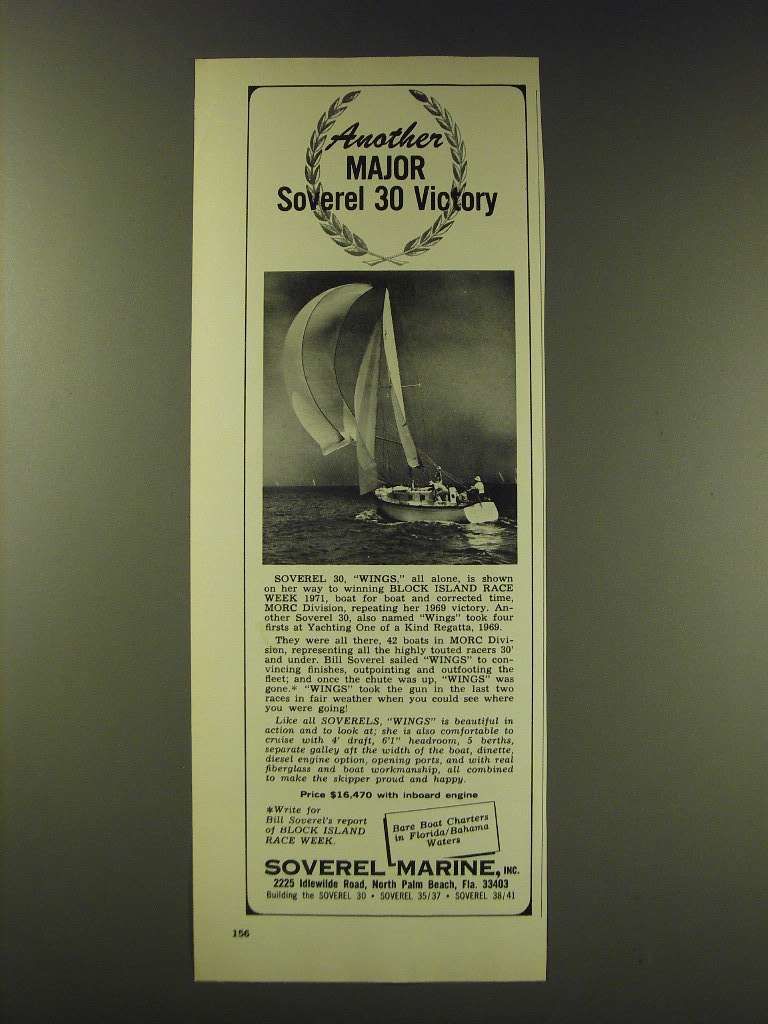 Another
MAJOR
Soverel 30 Victory
SOVEREL 30, "WINGS," all alone, is shown
on her way to winning BLOCK ISLAND RACE
WEEK 1971, boat for boat and corrected time,
MORC Division, repeating her 1969 victory. An-
other Soverel 30, also named "Wings" took four
firsts at Yachting One of a Kind Regatta, 1969.
They were all there, 42 boats in MORC Divi-
sion, representing all the highly touted racers 30'
and under. Bill Soverel sailed "WINGS" to con-
vincing finishes, outpointing and outfooting the
fleet; and once the chute was up, "WINGS" was
gone.* "WINGS" took the gun in the last two
races in fair weather when you could see where
you were going!
Like all SOVERELS, "WINGS" is beautiful in
action and to look at; she is also comfortable to
cruise with 4' draft, 6'1" headroom, 5 berths,
separate galley aft the width of the boat, dinette,
diesel engine option, opening ports, and with real
fiberglass and boat workmanship, all combined
to make the skipper proud and happy.
Price $16,470 with inboard engine
*Write for
Bill Soverel's report
of BLOCK ISLAND
RACE WEEK.
Bare Boat Charters
in Florida/Bahama
Waters
SOVEREL MARINE, INC.
2225 Idlewilde Road, North Palm Beach, Fla. 33403
Building the SOVEREL 30 • SOVEREL 35/37 • SOVEREL 38/41
156